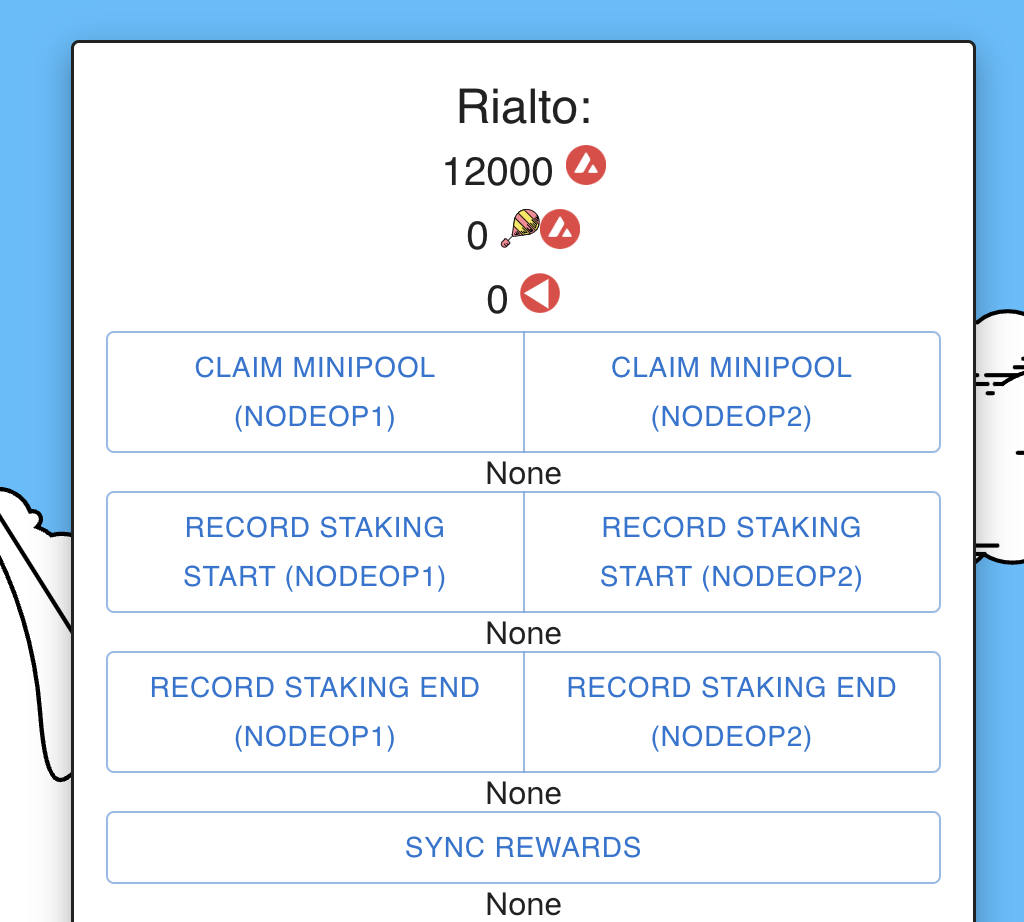 Rialto:
12000
0
0
CLAIM MINIPOOL
(NODEOP1)
CLAIM MINIPOOL
(NODEOP2)
None
RECORD STAKING
START (NODEOP1)
RECORD STAKING
START (NODEOP2)
None
RECORD STAKING END
(NODEOP1)
RECORD STAKING END
(NODEOP2)
None
SYNC REWARDS
None